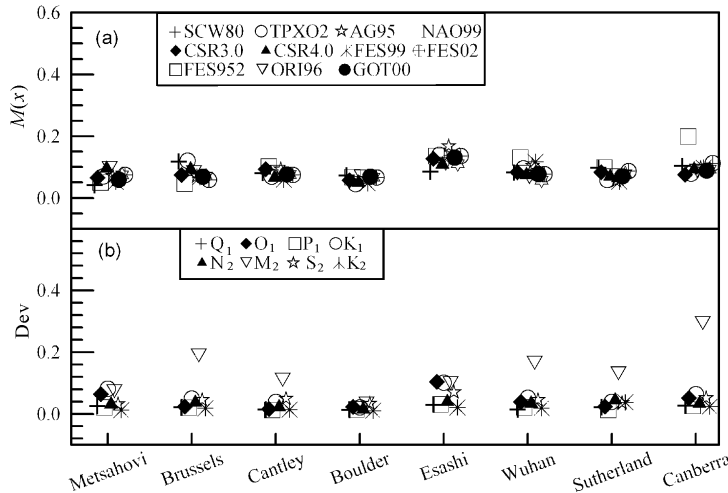 0.6
(a)
SCW80 TPXO2 AG95 NAO99
CSR3.0 CSR4.0 FES99 FES02
FES952 ORI96 GOT00
0.4
M(x)
0.2
0.0
(b)
Q₁ O₁ P₁ K₁
N₂ M₂ S₂ K₂
0.4
Dev
0.2
0.0
Metsahovi Brussels Cantley Boulder Esashi Wuhan Sutherland Canberra